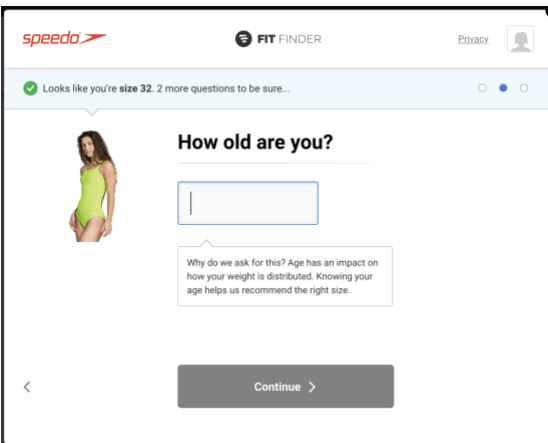 speedo
FIT FINDER
Privacy
Looks like you're size 32. 2 more questions to be sure...
How old are you?
Why do we ask for this? Age has an impact on
how your weight is distributed. Knowing your
age helps us recommend the right size.
Continue